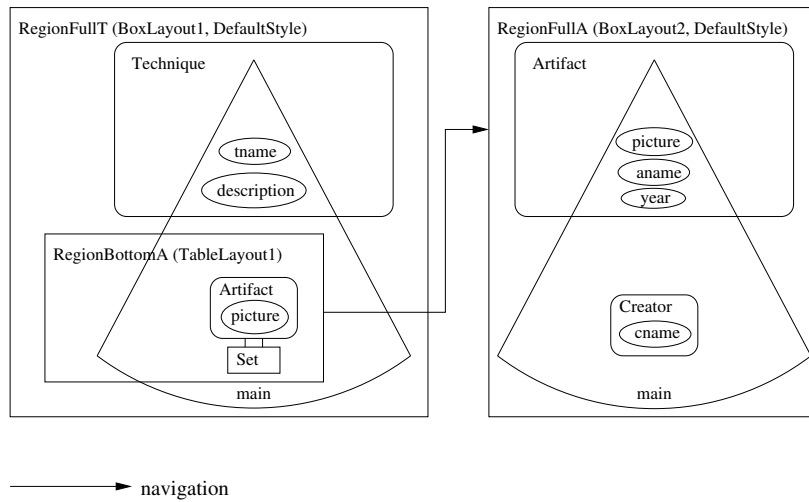 RegionFullT (BoxLayout1, DefaultStyle)
Technique
tname
description
RegionBottomA (TableLayout1)
Artifact
picture
Set
main
RegionFullA (BoxLayout2, DefaultStyle)
Artifact
picture
aname
year
Creator
cname
main
navigation